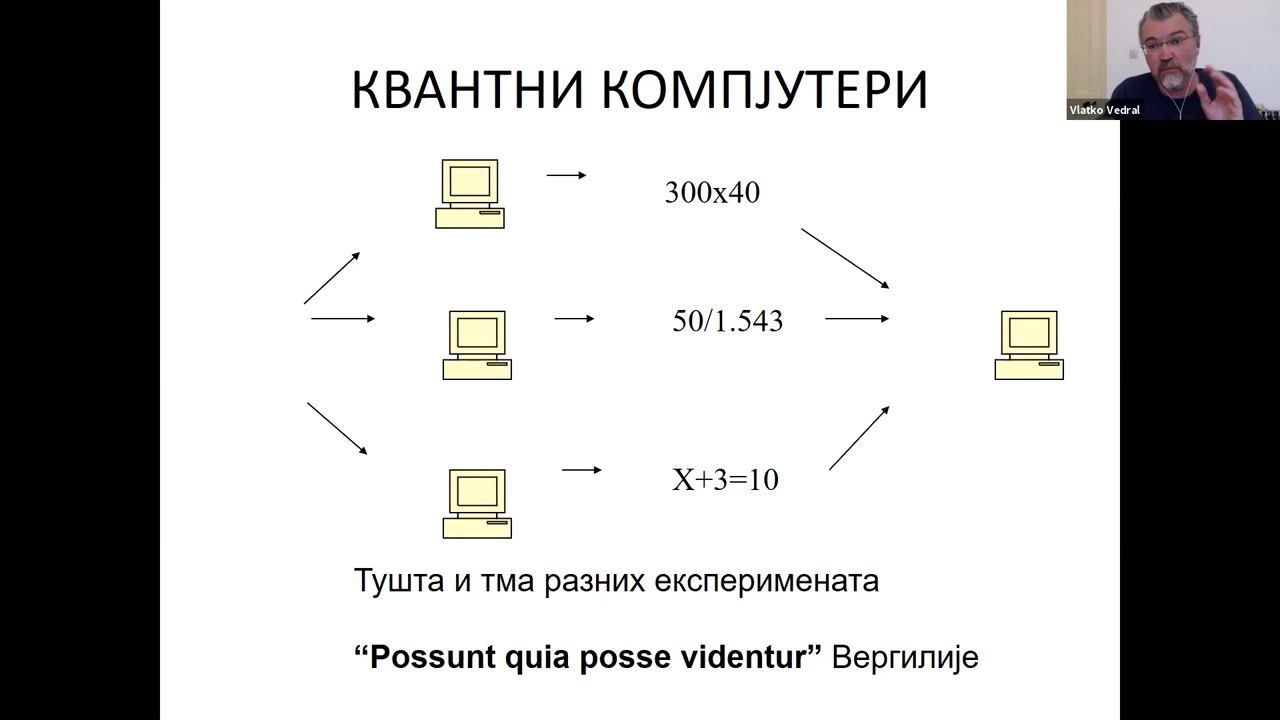 КВАНТНИ КОМПЈУТЕРИ
Vlatko Vedral
300x40
50/1.543
X+3=10
Тушта и тма разних експеримената
“Possunt quia posse videntur” Вергилије